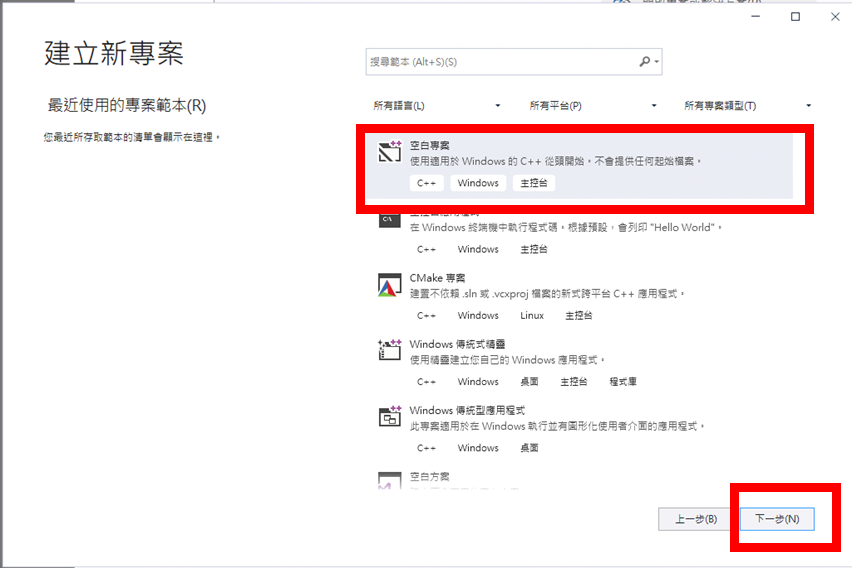 建立新專案
搜尋範本 (Alt+S)(S)
最近使用的專案範本(R)
您最近所存取範本的清單會顯示在這裡。
所有語言(L) 所有平台(P) 所有專案類型(T)
空白專案
使用適用於 Windows 的 C++ 從頭開始。不會提供任何起始檔案。
C++ Windows 主控台
在 Windows 終端機中執行程式碼。根據預設，會列印 "Hello World"。
C++ Windows 主控台
CMake 專案
建置不依賴 .sln 或 .vcxproj 檔案的新式跨平台 C++ 應用程式。
C++ Windows Linux 主控台
Windows 傳統式精靈
使用精靈建立您自己的 Windows 應用程式。
C++ Windows 桌面 主控台 程式庫
Windows 傳統型應用程式
此專案適用於在 Windows 執行並有圖形化使用者介面的應用程式。
C++ Windows 桌面
空白方案
上一步(B) 下一步(N)